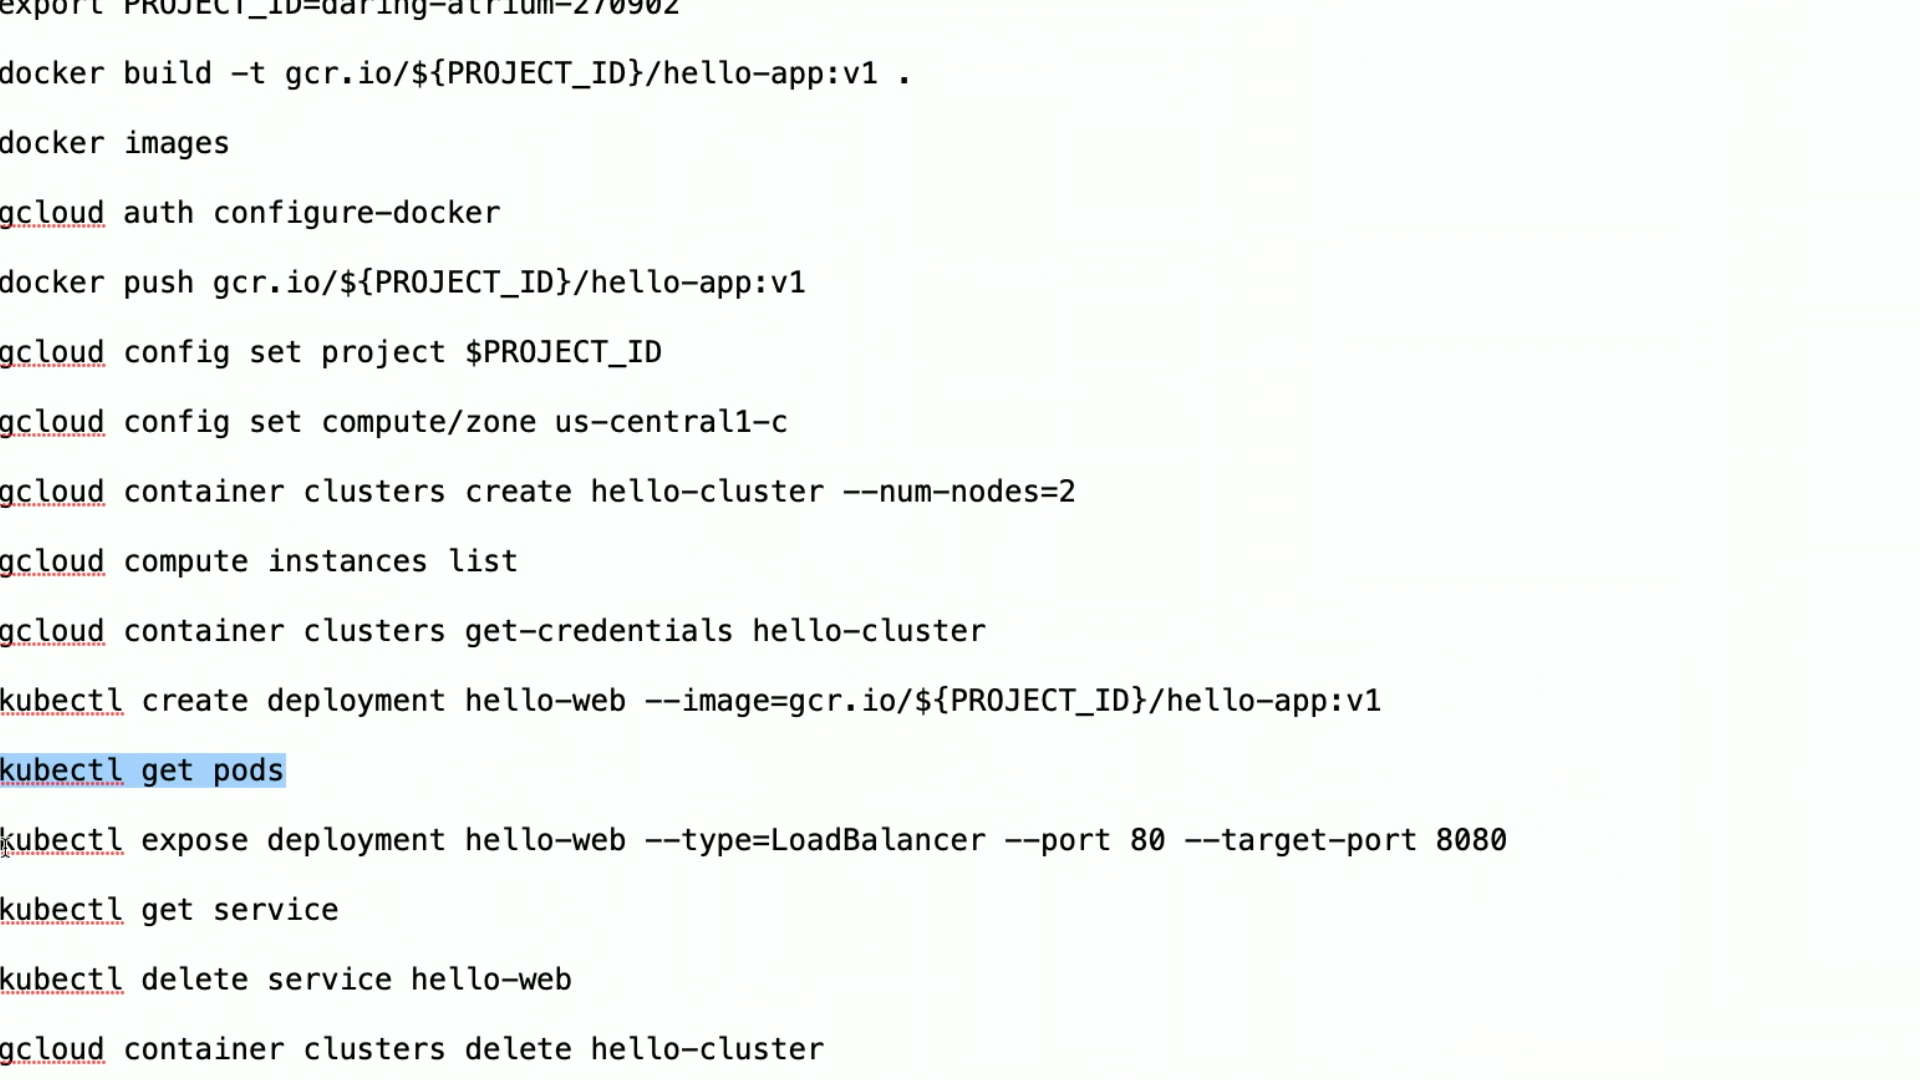 export PROJECT_ID=daring-atrium-270902
docker build -t gcr.io/${PROJECT_ID}/hello-app:v1 .
docker images
gcloud auth configure-docker
docker push gcr.io/${PROJECT_ID}/hello-app:v1
gcloud config set project $PROJECT_ID
gcloud config set compute/zone us-central1-c
gcloud container clusters create hello-cluster --num-nodes=2
gcloud compute instances list
gcloud container clusters get-credentials hello-cluster
kubectl create deployment hello-web --image=gcr.io/${PROJECT_ID}/hello-app:v1
kubectl get pods
kubectl expose deployment hello-web --type=LoadBalancer --port 80 --target-port 8080
kubectl get service
kubectl delete service hello-web
gcloud container clusters delete hello-cluster